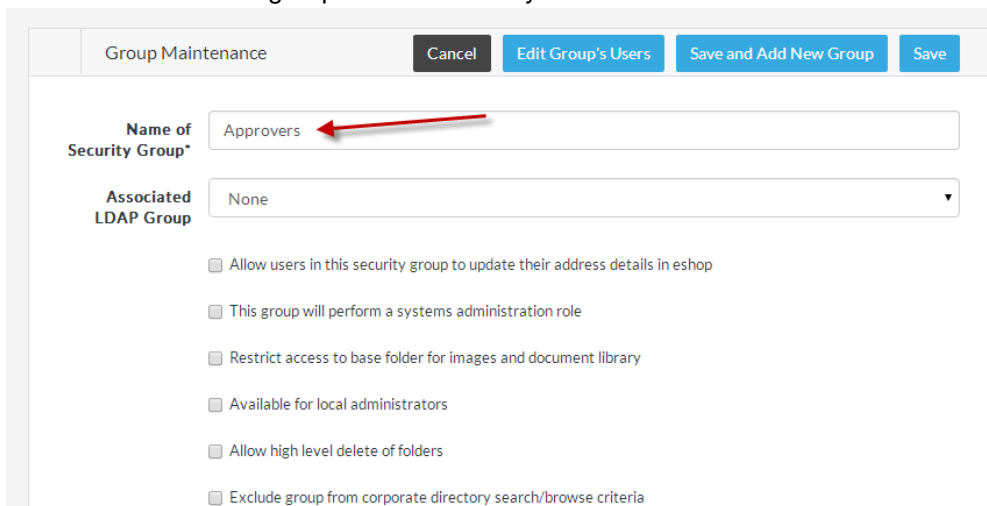 Group Maintenance Cancel Edit Group's Users Save and Add New Group Save
Name of
Security Group*
Approvers
Associated
LDAP Group
None
Allow users in this security group to update their address details in eshop
This group will perform a systems administration role
Restrict access to base folder for images and document library
Available for local administrators
Allow high level delete of folders
Exclude group from corporate directory search/browse criteria